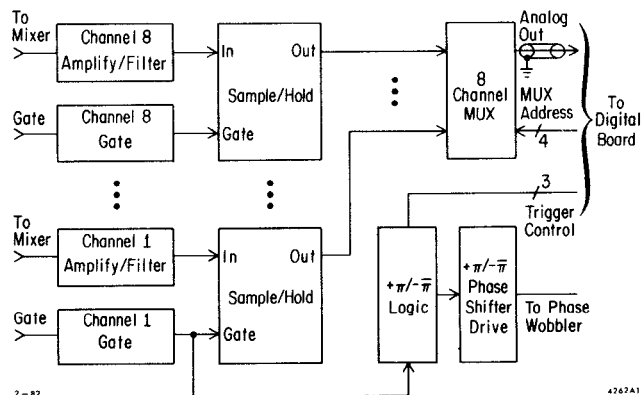 To
Mixer
Channel 8
Amplify/Filter
In
Out
Sample/Hold
Gate
Gate
Channel 8
Gate
8
Channel
MUX
Analog
Out
MUX
Address
4
To
Digital
Board
3
Trigger
Control
To
Mixer
Channel 1
Amplify/Filter
In
Out
Sample/Hold
Gate
Gate
Channel 1
Gate
+π/-π
Logic
+π/-π
Phase
Shifter
Drive
To Phase
Wobbler
2-82
4262A1